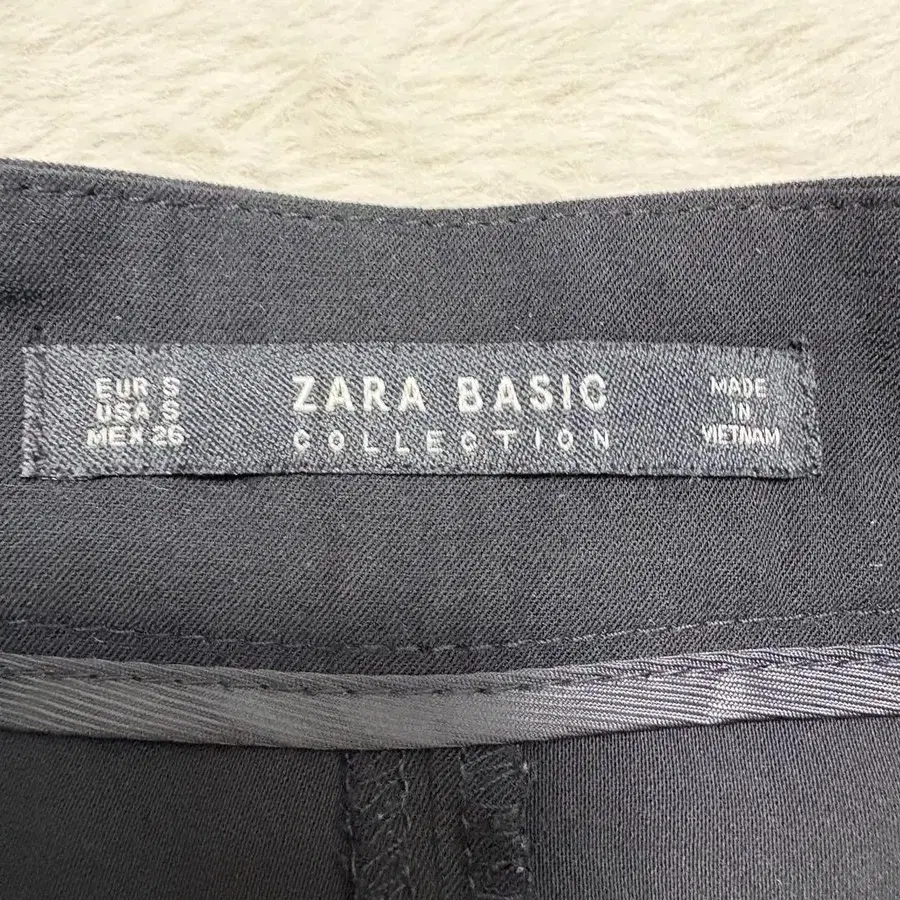 EUR S
USA S
MEX 26
ZARA BASIC
COLLECTION
MADE
IN
VIETNAM